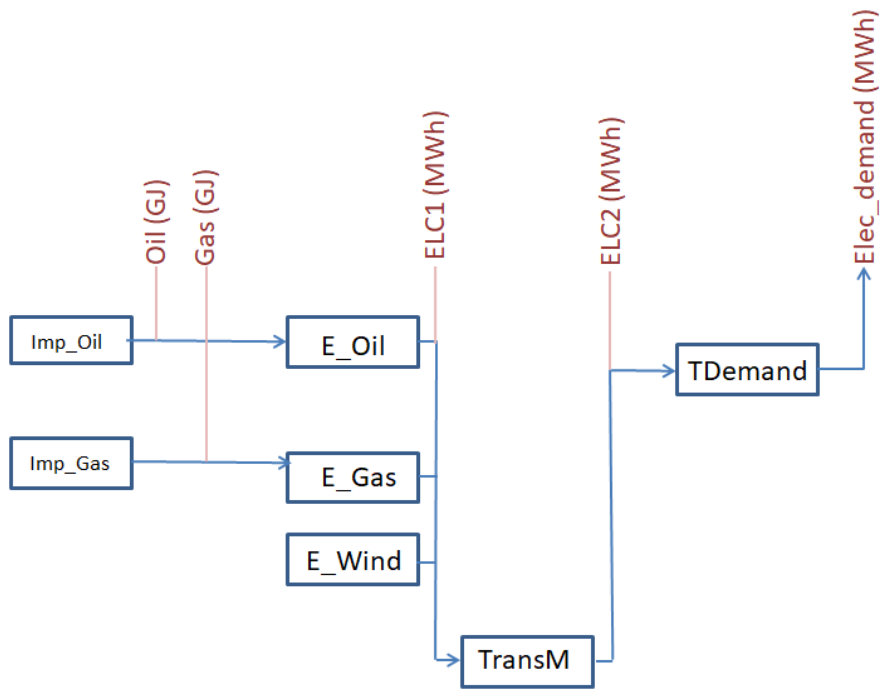 Oil (GJ)
Gas (GJ)
ELC1 (MWh)
ELC2 (MWh)
Elec_demand (MWh)
Imp_Oil
E_Oil
TDemand
Imp_Gas
E_Gas
E_Wind
TransM